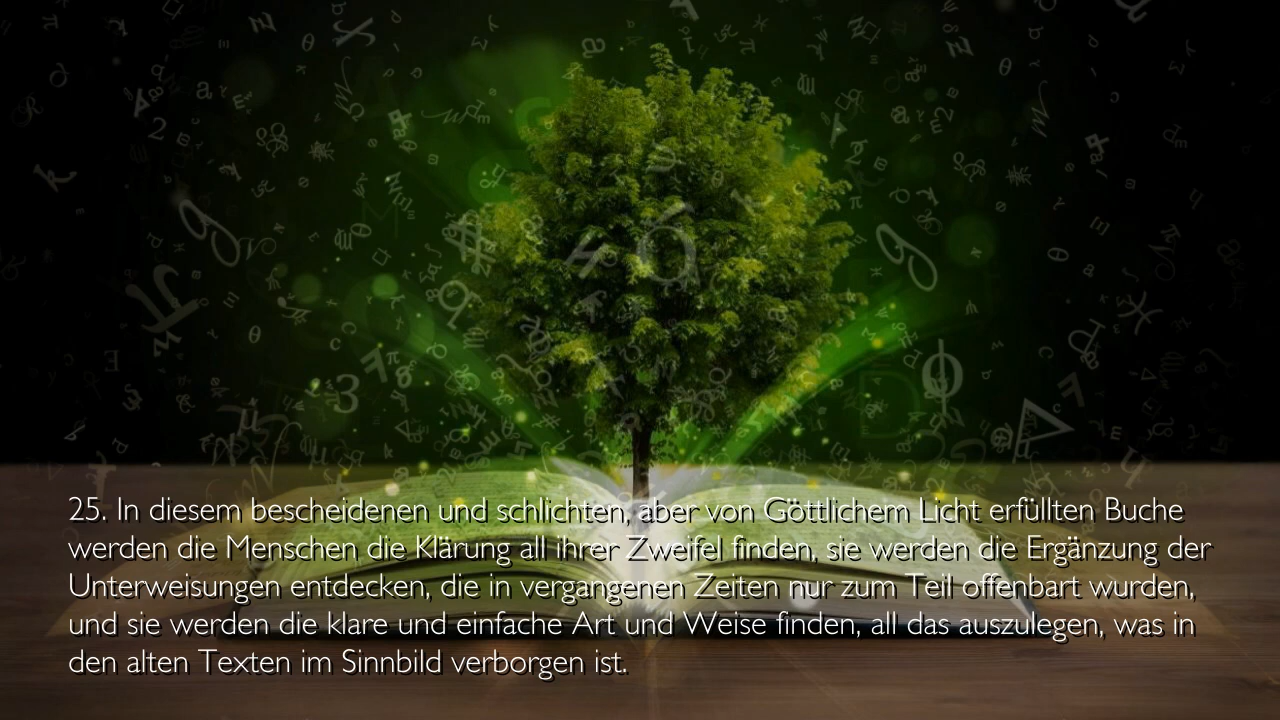 25. In diesem bescheidenen und schlichten, aber von Göttlichem Licht erfüllten Buche
werden die Menschen die Klärung all ihrer Zweifel finden, sie werden die Ergänzung der
Unterweisungen entdecken, die in vergangenen Zeiten nur zum Teil offenbart wurden,
und sie werden die klare und einfache Art und Weise finden, all das auszulegen, was in
den alten Texten im Sinnbild verborgen ist.